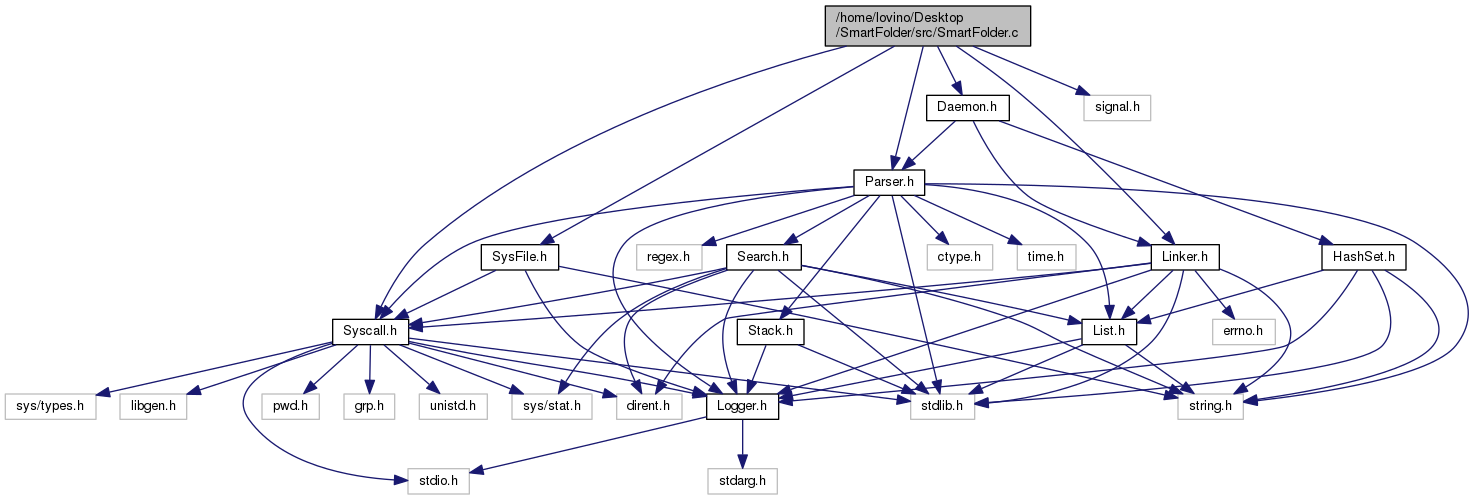 /home/lovino/Desktop
/SmartFolder/src/SmartFolder.c
Daemon.h
signal.h
Parser.h
SysFile.h
regex.h
Search.h
ctype.h
time.h
Linker.h
HashSet.h
Syscall.h
Stack.h
List.h
errno.h
sys/types.h
libgen.h
pwd.h
grp.h
unistd.h
sys/stat.h
dirent.h
Logger.h
stdlib.h
string.h
stdio.h
stdarg.h